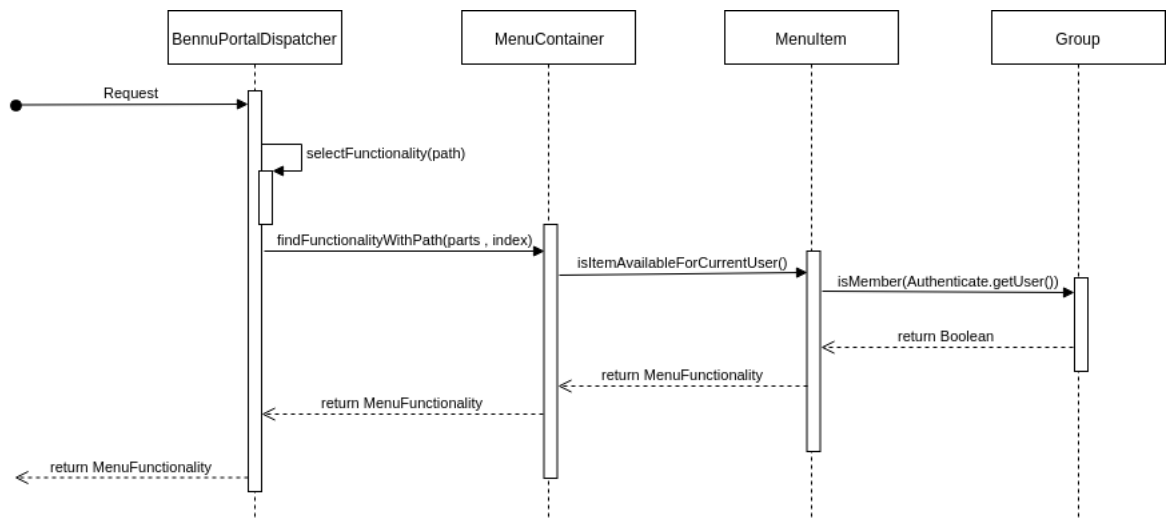 BennuPortalDispatcher
MenuContainer
MenuItem
Group
Request
selectFunctionality(path)
findFunctionalityWithPath(parts , index)
isItemAvailableForCurrentUser()
isMember(Authenticate.getUser())
return Boolean
return MenuFunctionality
return MenuFunctionality
return MenuFunctionality